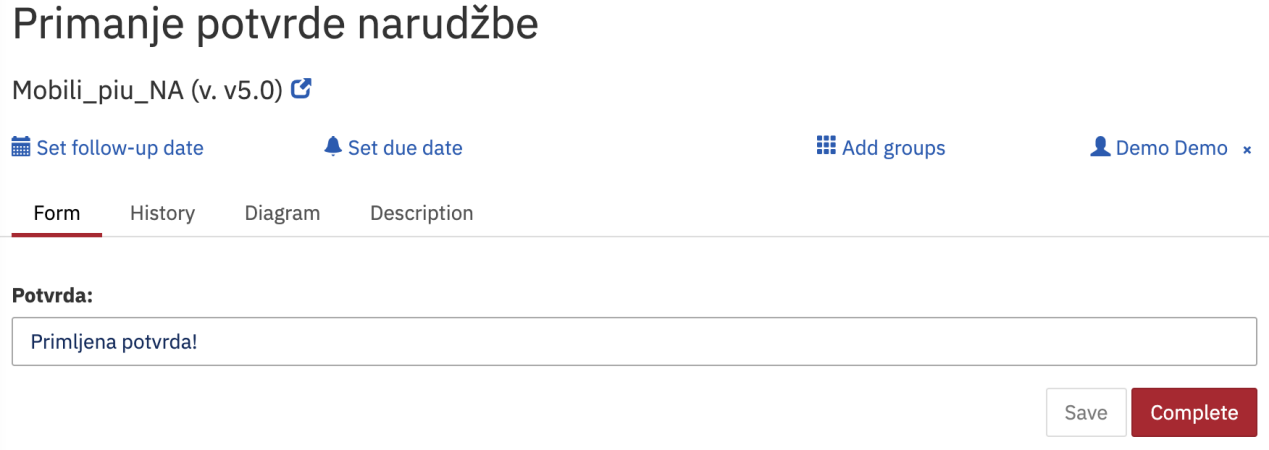 Primanje potvrde narudžbe
Mobili_piu_NA (v. v5.0)
Set follow-up date Set due date Add groups Demo Demo ×
Form History Diagram Description
Potvrda:
Primljena potvrda!
Save Complete